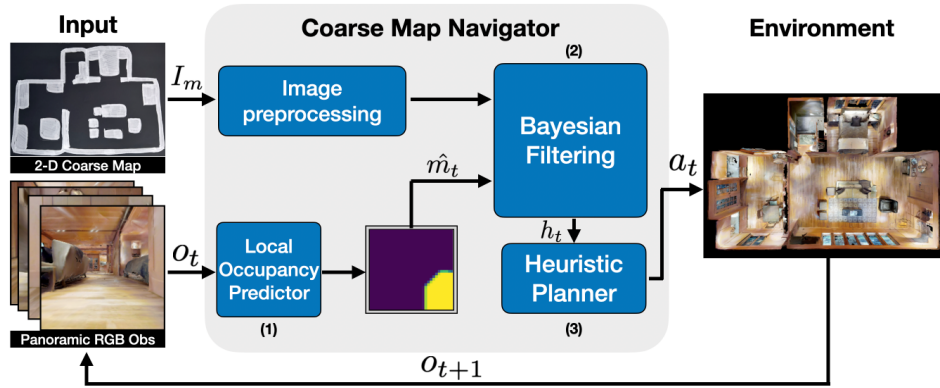 Input
Coarse Map Navigator
Environment
(2)
I_m
Image
preprocessing
Bayesian
Filtering
2-D Coarse Map
\hat{m}_t
a_t
o_t
Local
Occupancy
Predictor
(1)
h_t
Heuristic
Planner
(3)
Panoramic RGB Obs
o_{t+1}